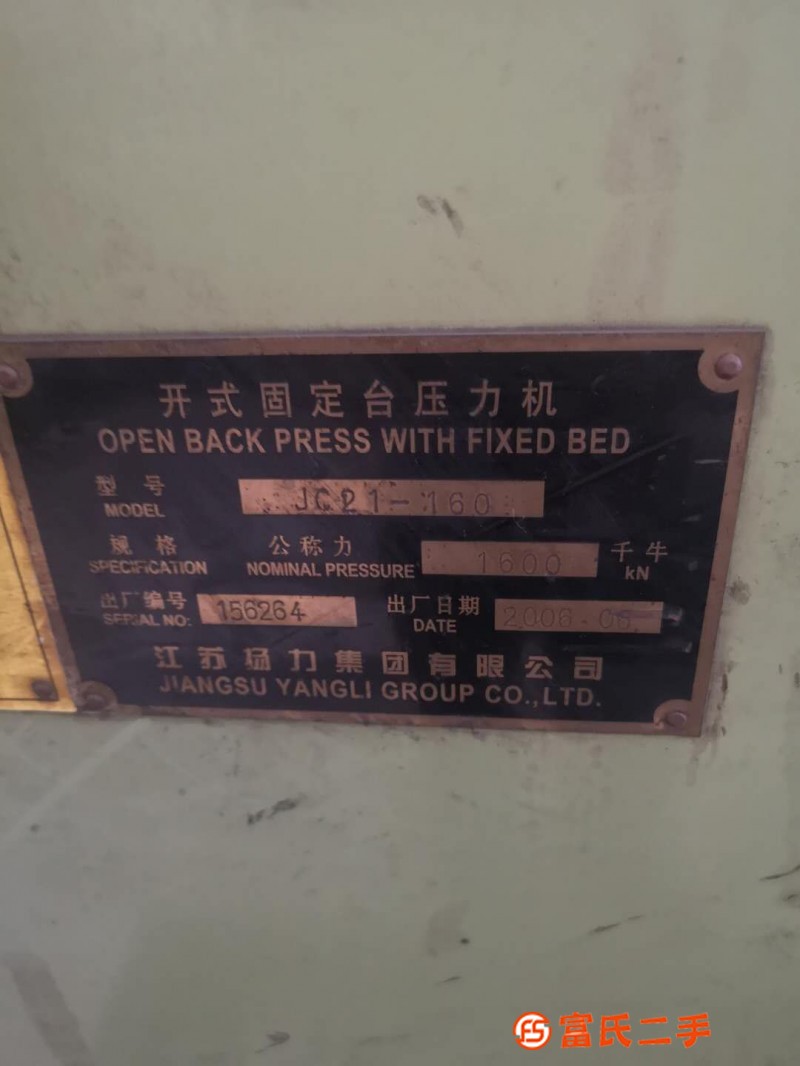 开式固定台压力机
OPEN BACK PRESS WITH FIXED BED
型号 JC21-160
MODEL
规格 公称力 1600 千牛
SPECIFICATION NOMINAL PRESSURE kN
出厂编号 156264 出厂日期 2006-06
SERIAL NO: DATE
江苏扬力集团有限公司
JIANGSU YANGLI GROUP CO.,LTD.
FS 富氏二手